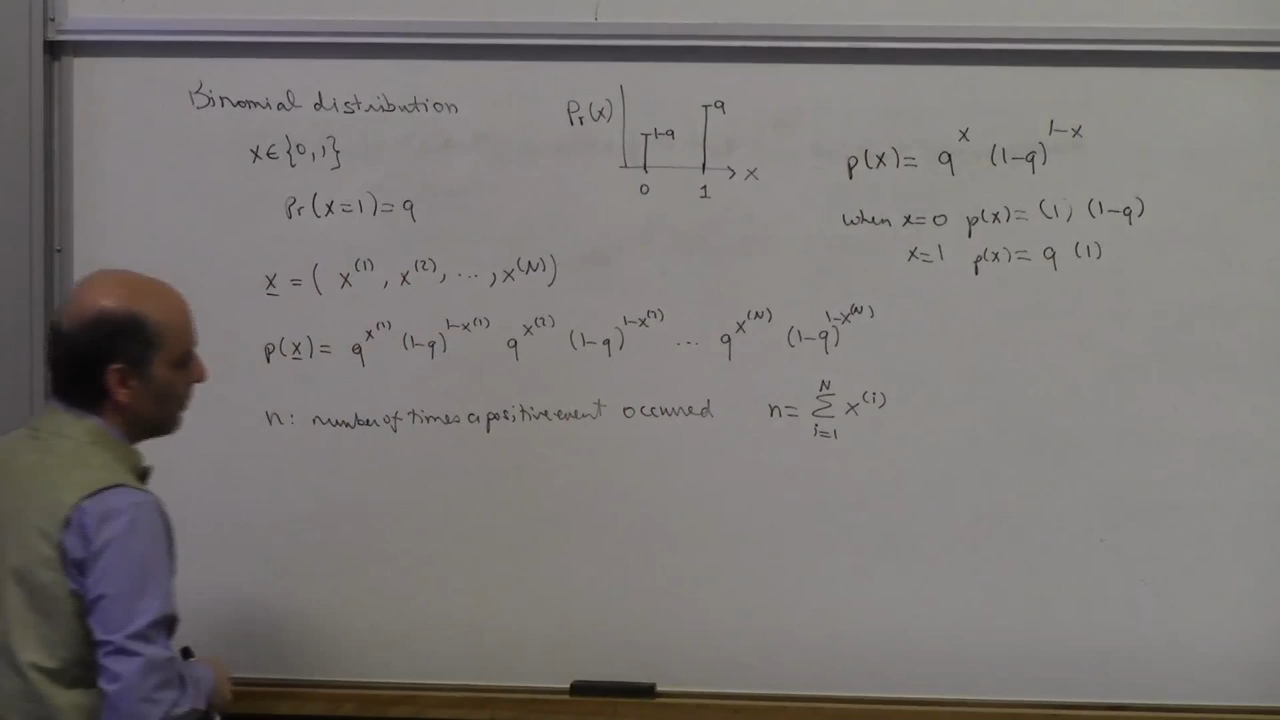 Binomial distribution
x∈{0,1}
Pr(x=1)=q
Pr(x)
1-q
q
0
1
x
p(x)= q^x (1-q)^{1-x}
when x=0 p(x)= (1) (1-q)
x=1 p(x)= q (1)
x = ( x^(1), x^(2), ..., x^(N))
p(x)= q^{x^(1)} (1-q)^{1-x^(1)} q^{x^(2)} (1-q)^{1-x^(2)} ... q^{x^(N)} (1-q)^{1-x^(N)}
n: number of times a positive event occurred n= Σ_{i=1}^{N} x^(i)